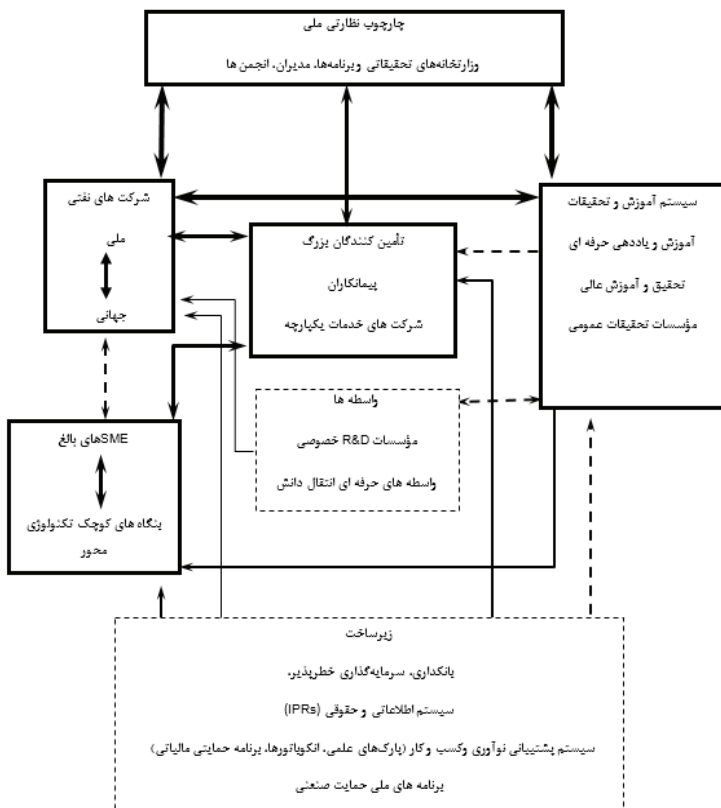 چارچوب نظارتی ملی
وزارتخانه‌های تحقیقاتی وبرنامه‌ها، مدیران، انجمن ها
شرکت های نفتی
ملی
جهانی
تأمین کنندگان بزرگ
پیمانکاران
شرکت های خدمات یکپارچه
سیستم آموزش و تحقیقات
آموزش و یاددهی حرفه ای
تحقیق و آموزش عالی
مؤسسات تحقیقات عمومی
واسطه ها
مؤسسات R&D خصوصی
واسطه های حرفه ای انتقال دانش
SMEهای بالغ
بنگاه های کوچک تکنولوژی
محور
زیرساخت
بانکداری، سرمایه‌گذاری خطرپذیر،
سیستم اطلاعاتی و حقوقی (IPRs)
سیستم پشتیبانی نوآوری وکسب و کار (پارک‌های علمی، انکوباتورها، برنامه حمایتی مالیاتی)
برنامه های ملی حمایت صنعتی